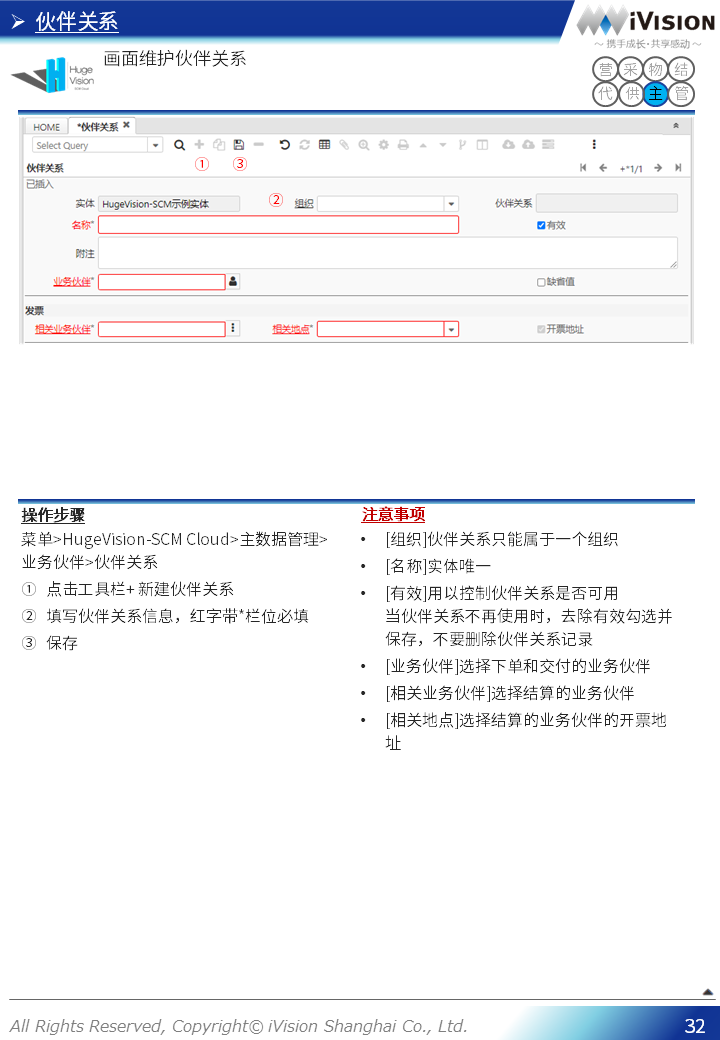 ➢ 伙伴关系
iVision
～ 携手成长·共享感动 ～
Huge
Vision
画面维护伙伴关系
营 采 物 结
代 供 主 管
HOME *伙伴关系
Select Query
① ③
伙伴关系 +*1/1
已插入
实体 HugeVision-SCM示例实体 ② 组织 伙伴关系
名称* 有效
附注
业务伙伴* 缺省值
发票
相关业务伙伴* 相关地点* 开票地址
操作步骤
菜单>HugeVision-SCM Cloud>主数据管理>
业务伙伴>伙伴关系
① 点击工具栏+ 新建伙伴关系
② 填写伙伴关系信息，红字带*栏位必填
③ 保存
注意事项
• [组织]伙伴关系只能属于一个组织
• [名称]实体唯一
• [有效]用以控制伙伴关系是否可用
当伙伴关系不再使用时，去除有效勾选并
保存，不要删除伙伴关系记录
• [业务伙伴]选择下单和交付的业务伙伴
• [相关业务伙伴]选择结算的业务伙伴
• [相关地点]选择结算的业务伙伴的开票地
址
All Rights Reserved, Copyright© iVision Shanghai Co., Ltd.
32